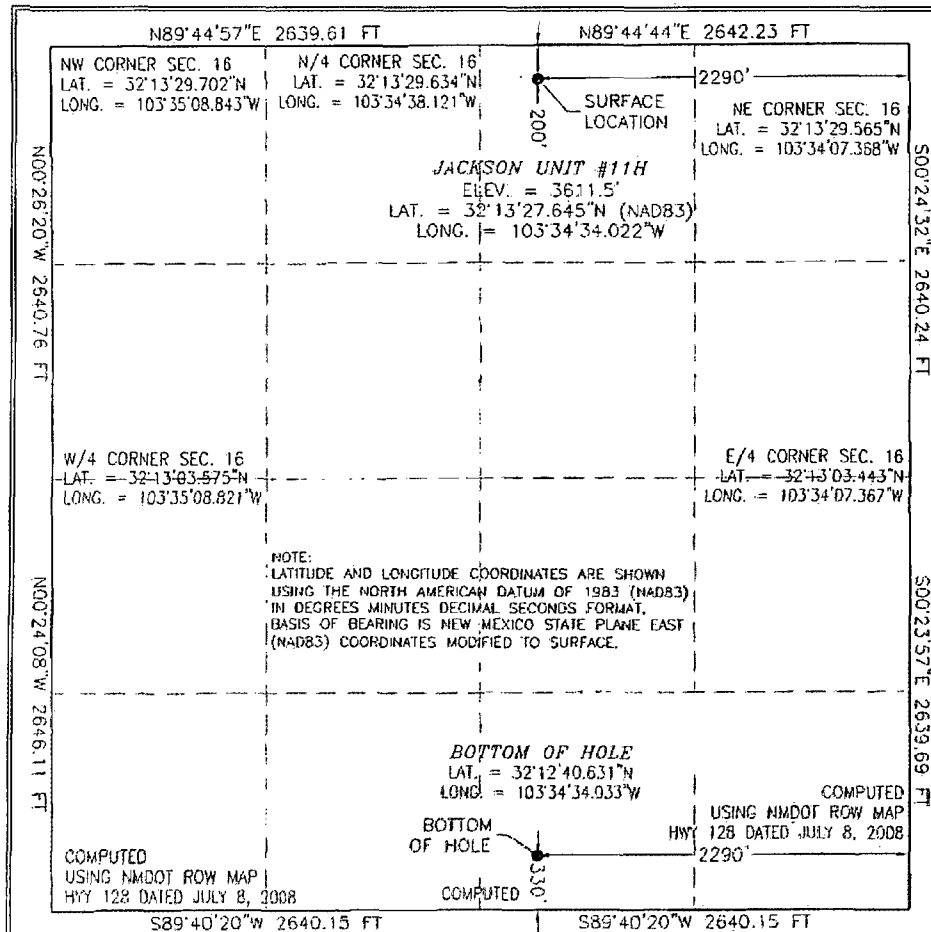 N89°44'57"E 2639.61 FT
N89°44'44"E 2642.23 FT
NW CORNER SEC. 16
LAT. = 32°13'29.702"N
LONG. = 103°35'08.843"W
N/4 CORNER SEC. 16
LAT. = 32°13'29.634"N
LONG. = 103°34'38.121"W
2290'
SURFACE
LOCATION
200'
NE CORNER SEC. 16
LAT. = 32°13'29.565"N
LONG. = 103°34'07.368"W
JACKSON UNIT #11H
ELEV. = 3611.5'
LAT. = 32°13'27.645"N (NAD83)
LONG. = 103°34'34.022"W
N00°26'20"W 2640.76 FT
S00°24'32"E 2640.24 FT
W/4 CORNER SEC. 16
LAT. = 32°13'03.575"N
LONG. = 103°35'08.821"W
E/4 CORNER SEC. 16
LAT. = 32°13'03.443"N
LONG. = 103°34'07.367"W
NOTE:
LATITUDE AND LONGITUDE COORDINATES ARE SHOWN
USING THE NORTH AMERICAN DATUM OF 1983 (NAD83)
IN DEGREES MINUTES DECIMAL SECONDS FORMAT.
BASIS OF BEARING IS NEW MEXICO STATE PLANE EAST
(NAD83) COORDINATES MODIFIED TO SURFACE.
N00°24'08"W 2646.11 FT
S00°23'57"E 2639.69 FT
BOTTOM OF HOLE
LAT. = 32°12'40.631"N
LONG. = 103°34'34.033"W
BOTTOM
OF HOLE
COMPUTED
USING NMDOT ROW MAP
HWY 128 DATED JULY 8, 2008
2290'
330'
COMPUTED
USING NMDOT ROW MAP
HYY 128 DATED JULY 8, 2008
COMPUTED
S89°40'20"W 2640.15 FT
S89°40'20"W 2640.15 FT